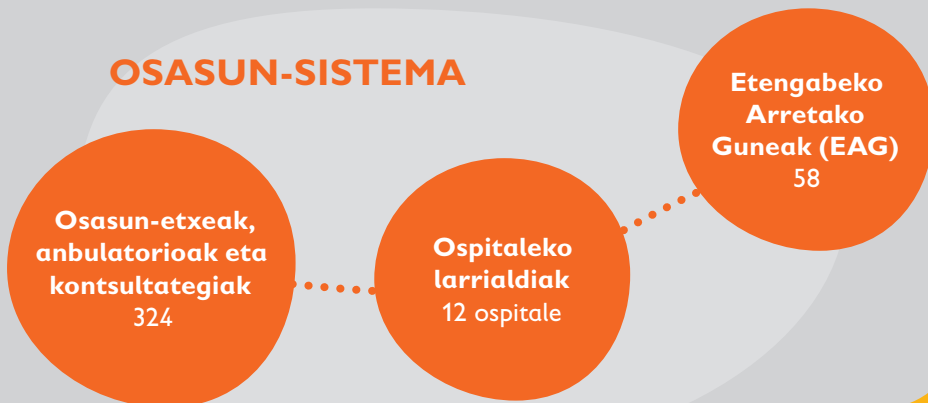 OSASUN-SISTEMA
Osasun-etxeak,
anbulatorioak eta
kontsultategiak
324
Ospitaleko
larrialdiak
12 ospitale
Etengabeko
Arretako
Guneak (EAG)
58